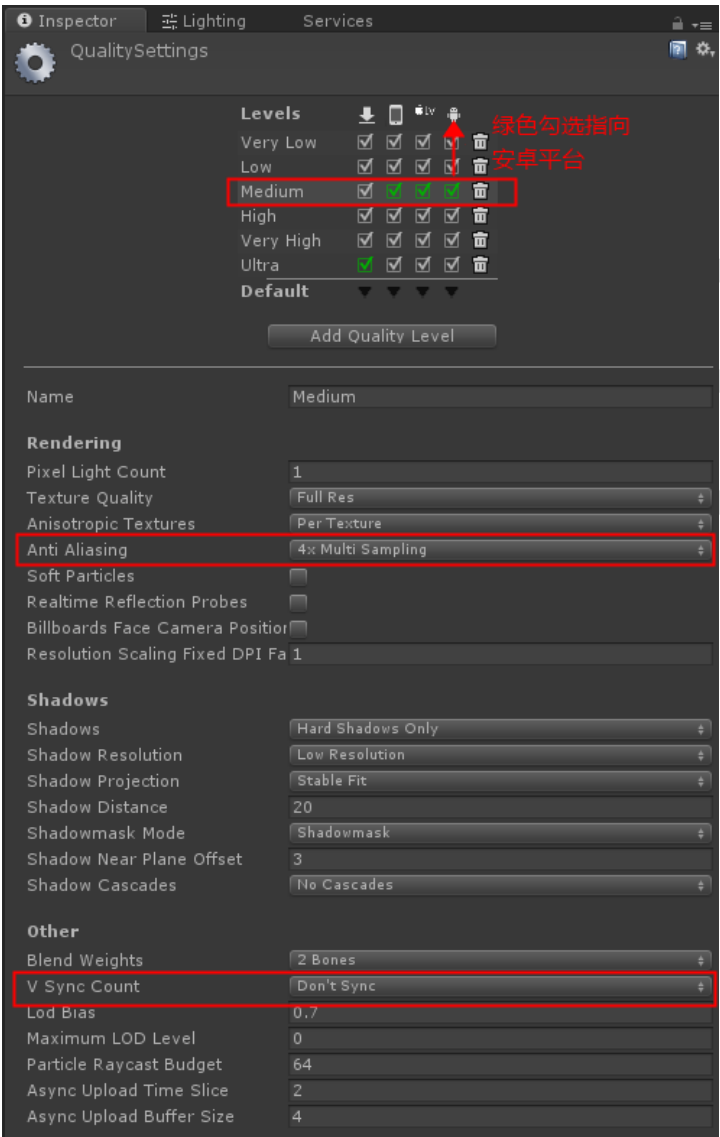 Inspector Lighting Services
QualitySettings
Levels tv
绿色勾选指向
Very Low
安卓平台
Low
Medium
High
Very High
Ultra
Default
Add Quality Level
Name Medium
Rendering
Pixel Light Count 1
Texture Quality Full Res
Anisotropic Textures Per Texture
Anti Aliasing 4x Multi Sampling
Soft Particles
Realtime Reflection Probes
Billboards Face Camera Position
Resolution Scaling Fixed DPI Fa 1
Shadows
Shadows Hard Shadows Only
Shadow Resolution Low Resolution
Shadow Projection Stable Fit
Shadow Distance 20
Shadowmask Mode Shadowmask
Shadow Near Plane Offset 3
Shadow Cascades No Cascades
Other
Blend Weights 2 Bones
V Sync Count Don't Sync
Lod Bias 0.7
Maximum LOD Level 0
Particle Raycast Budget 64
Async Upload Time Slice 2
Async Upload Buffer Size 4